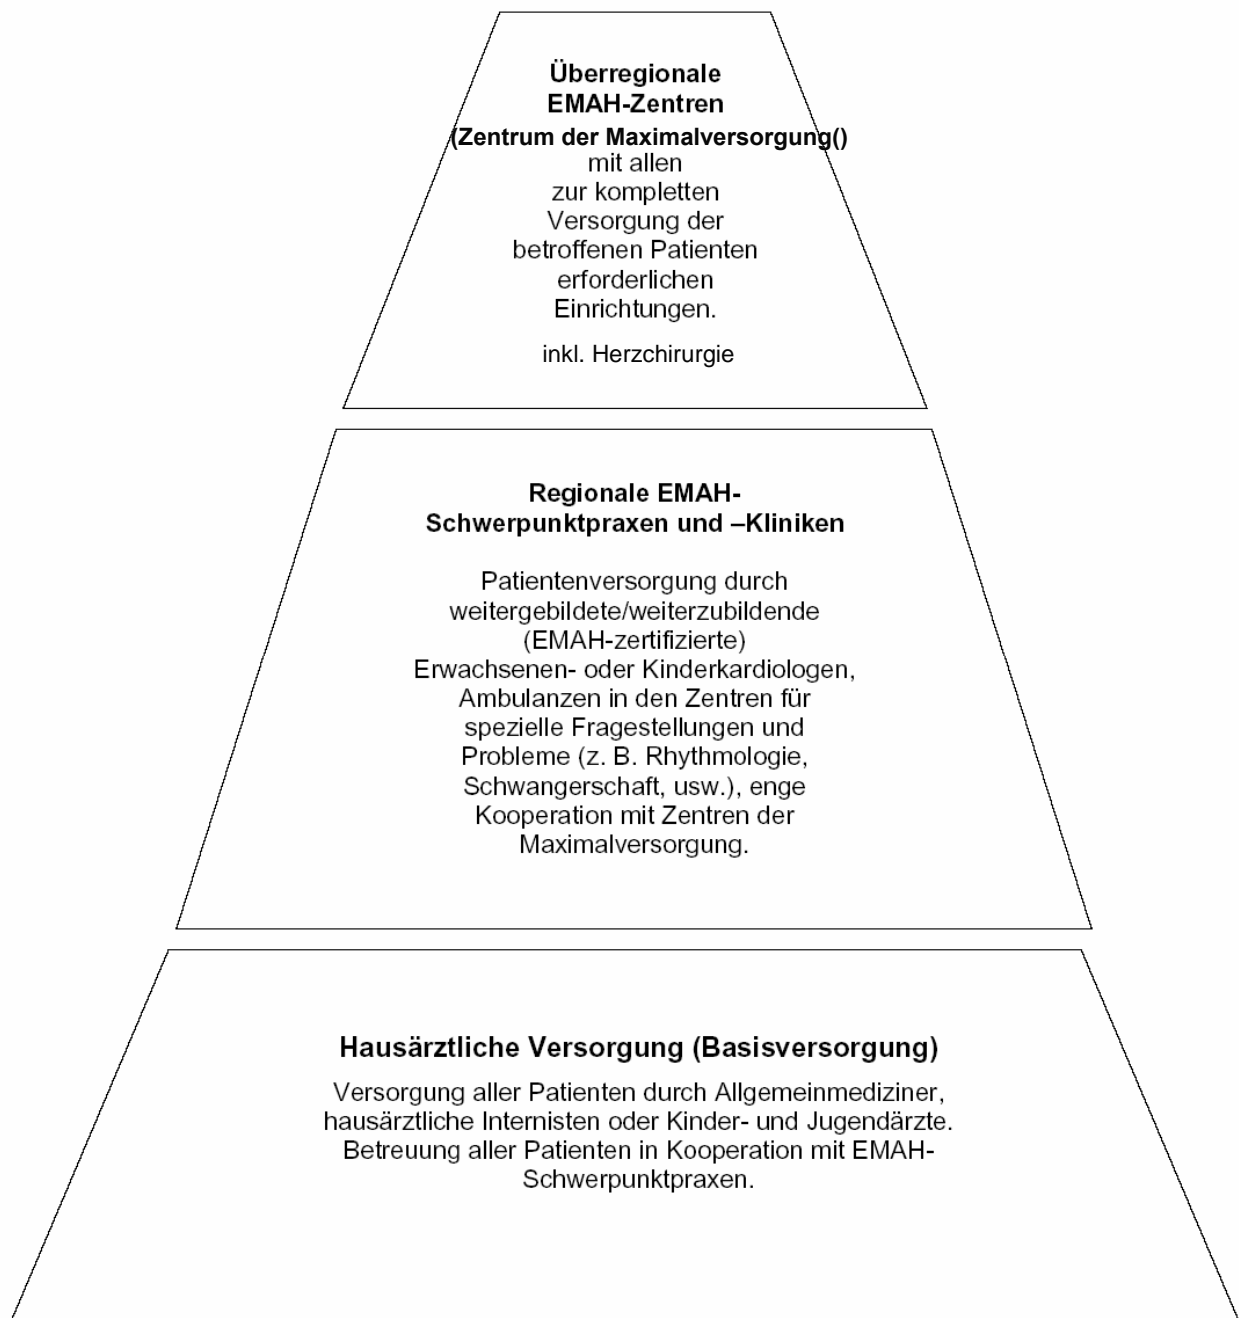 Überregionale
EMAH-Zentren
(Zentrum der Maximalversorgung()
mit allen
zur kompletten
Versorgung der
betroffenen Patienten
erforderlichen
Einrichtungen.
inkl. Herzchirurgie
Regionale EMAH-
Schwerpunktpraxen und –Kliniken
Patientenversorgung durch
weitergebildete/weiterzubildende
(EMAH-zertifizierte)
Erwachsenen- oder Kinderkardiologen,
Ambulanzen in den Zentren für
spezielle Fragestellungen und
Probleme (z. B. Rhythmologie,
Schwangerschaft, usw.), enge
Kooperation mit Zentren der
Maximalversorgung.
Hausärztliche Versorgung (Basisversorgung)
Versorgung aller Patienten durch Allgemeinmediziner,
hausärztliche Internisten oder Kinder- und Jugendärzte.
Betreuung aller Patienten in Kooperation mit EMAH-
Schwerpunktpraxen.